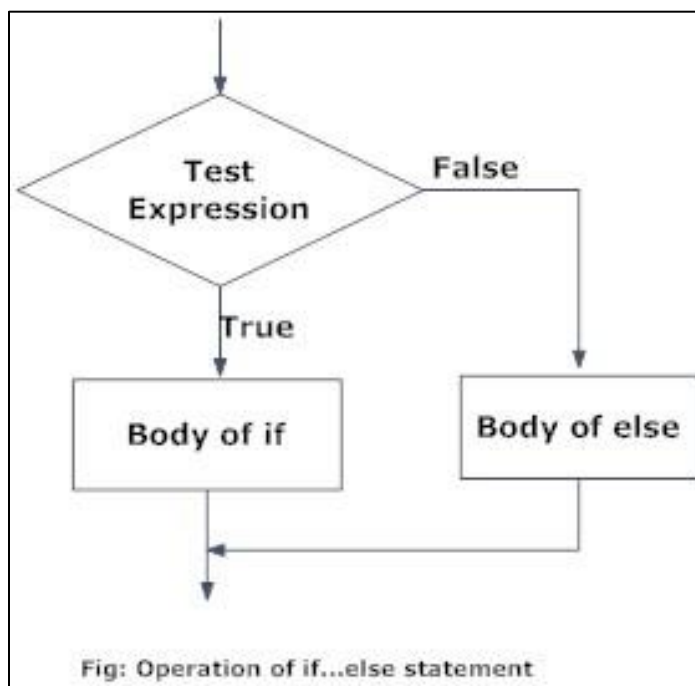 Test
Expression
False
True
Body of if
Body of else
Fig: Operation of if...else statement